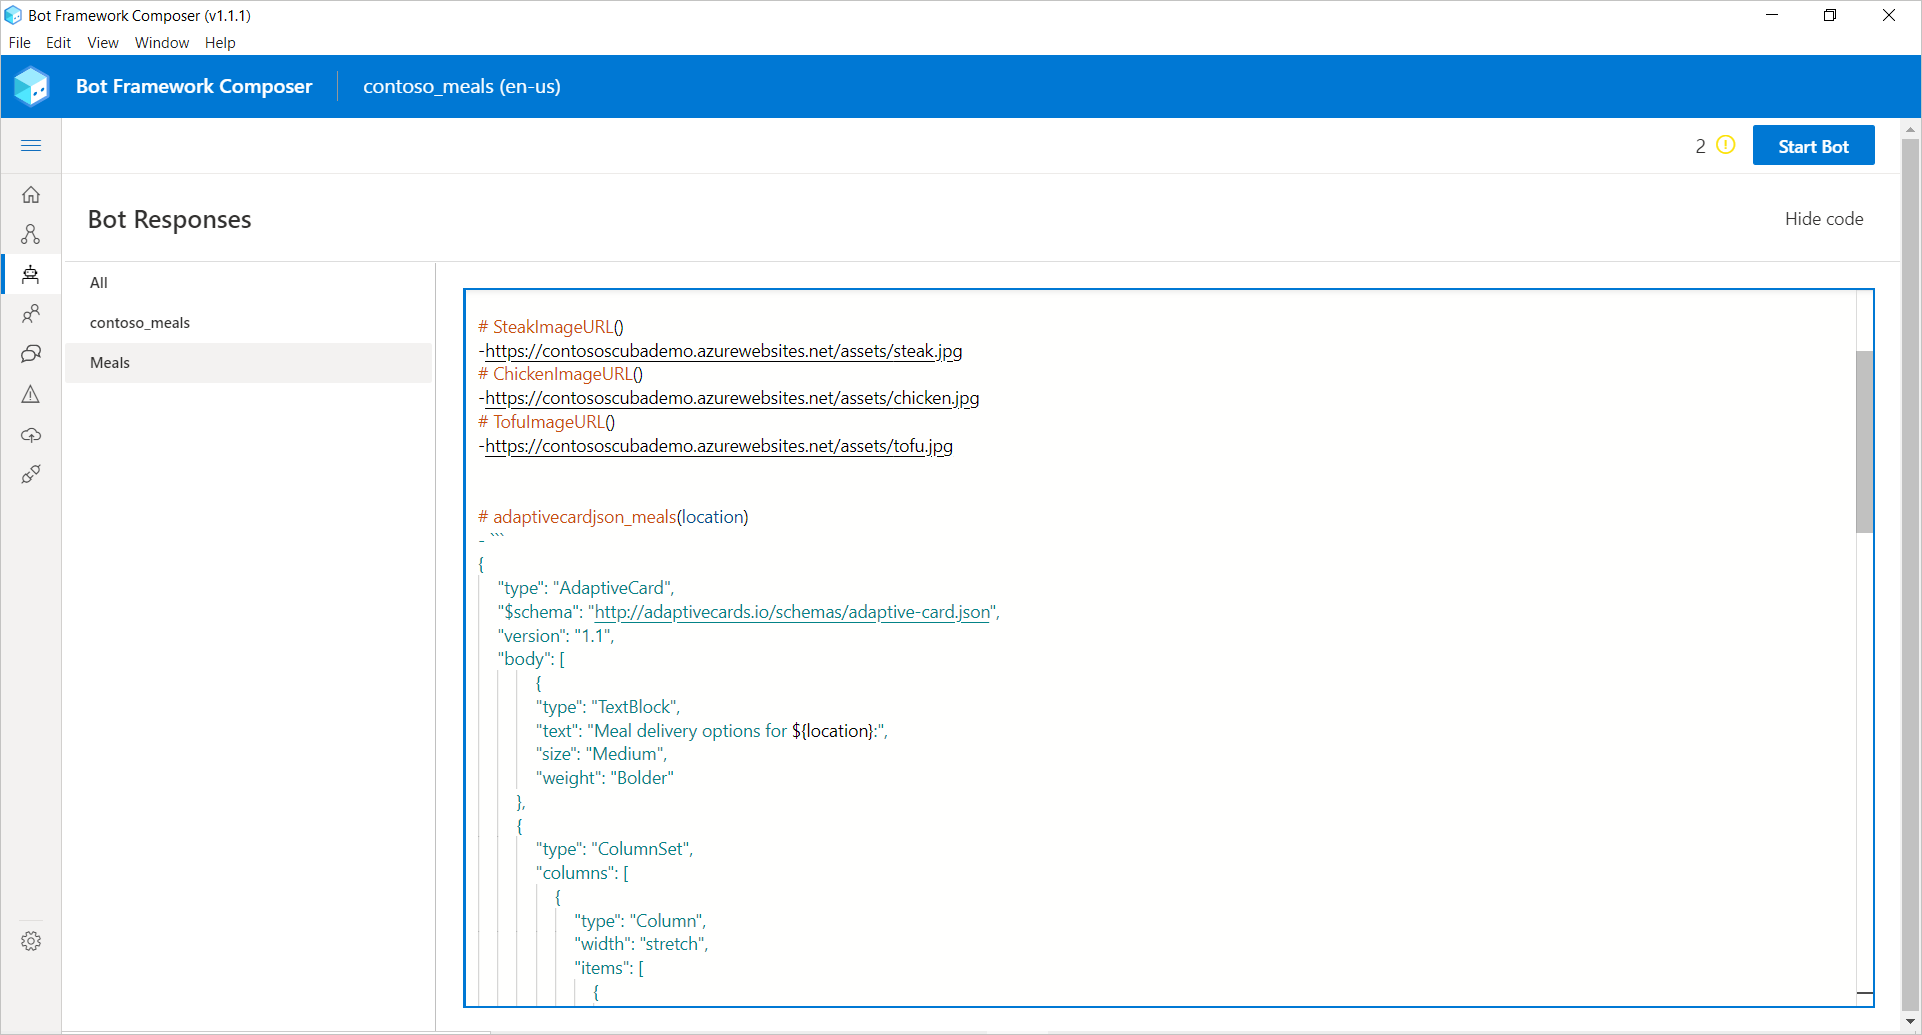 Bot Framework Composer (v1.1.1)
File Edit View Window Help
Bot Framework Composer contoso_meals (en-us)
2 Start Bot
Bot Responses
Hide code
All
contoso_meals
Meals
# SteakImageURL()
-https://contososcubademo.azurewebsites.net/assets/steak.jpg
# ChickenImageURL()
-https://contososcubademo.azurewebsites.net/assets/chicken.jpg
# TofuImageURL()
-https://contososcubademo.azurewebsites.net/assets/tofu.jpg
# adaptivecardjson_meals(location)
- ```
{
"type": "AdaptiveCard",
"$schema": "http://adaptivecards.io/schemas/adaptive-card.json",
"version": "1.1",
"body": [
{
"type": "TextBlock",
"text": "Meal delivery options for ${location}:",
"size": "Medium",
"weight": "Bolder"
},
{
"type": "ColumnSet",
"columns": [
{
"type": "Column",
"width": "stretch",
"items": [
{